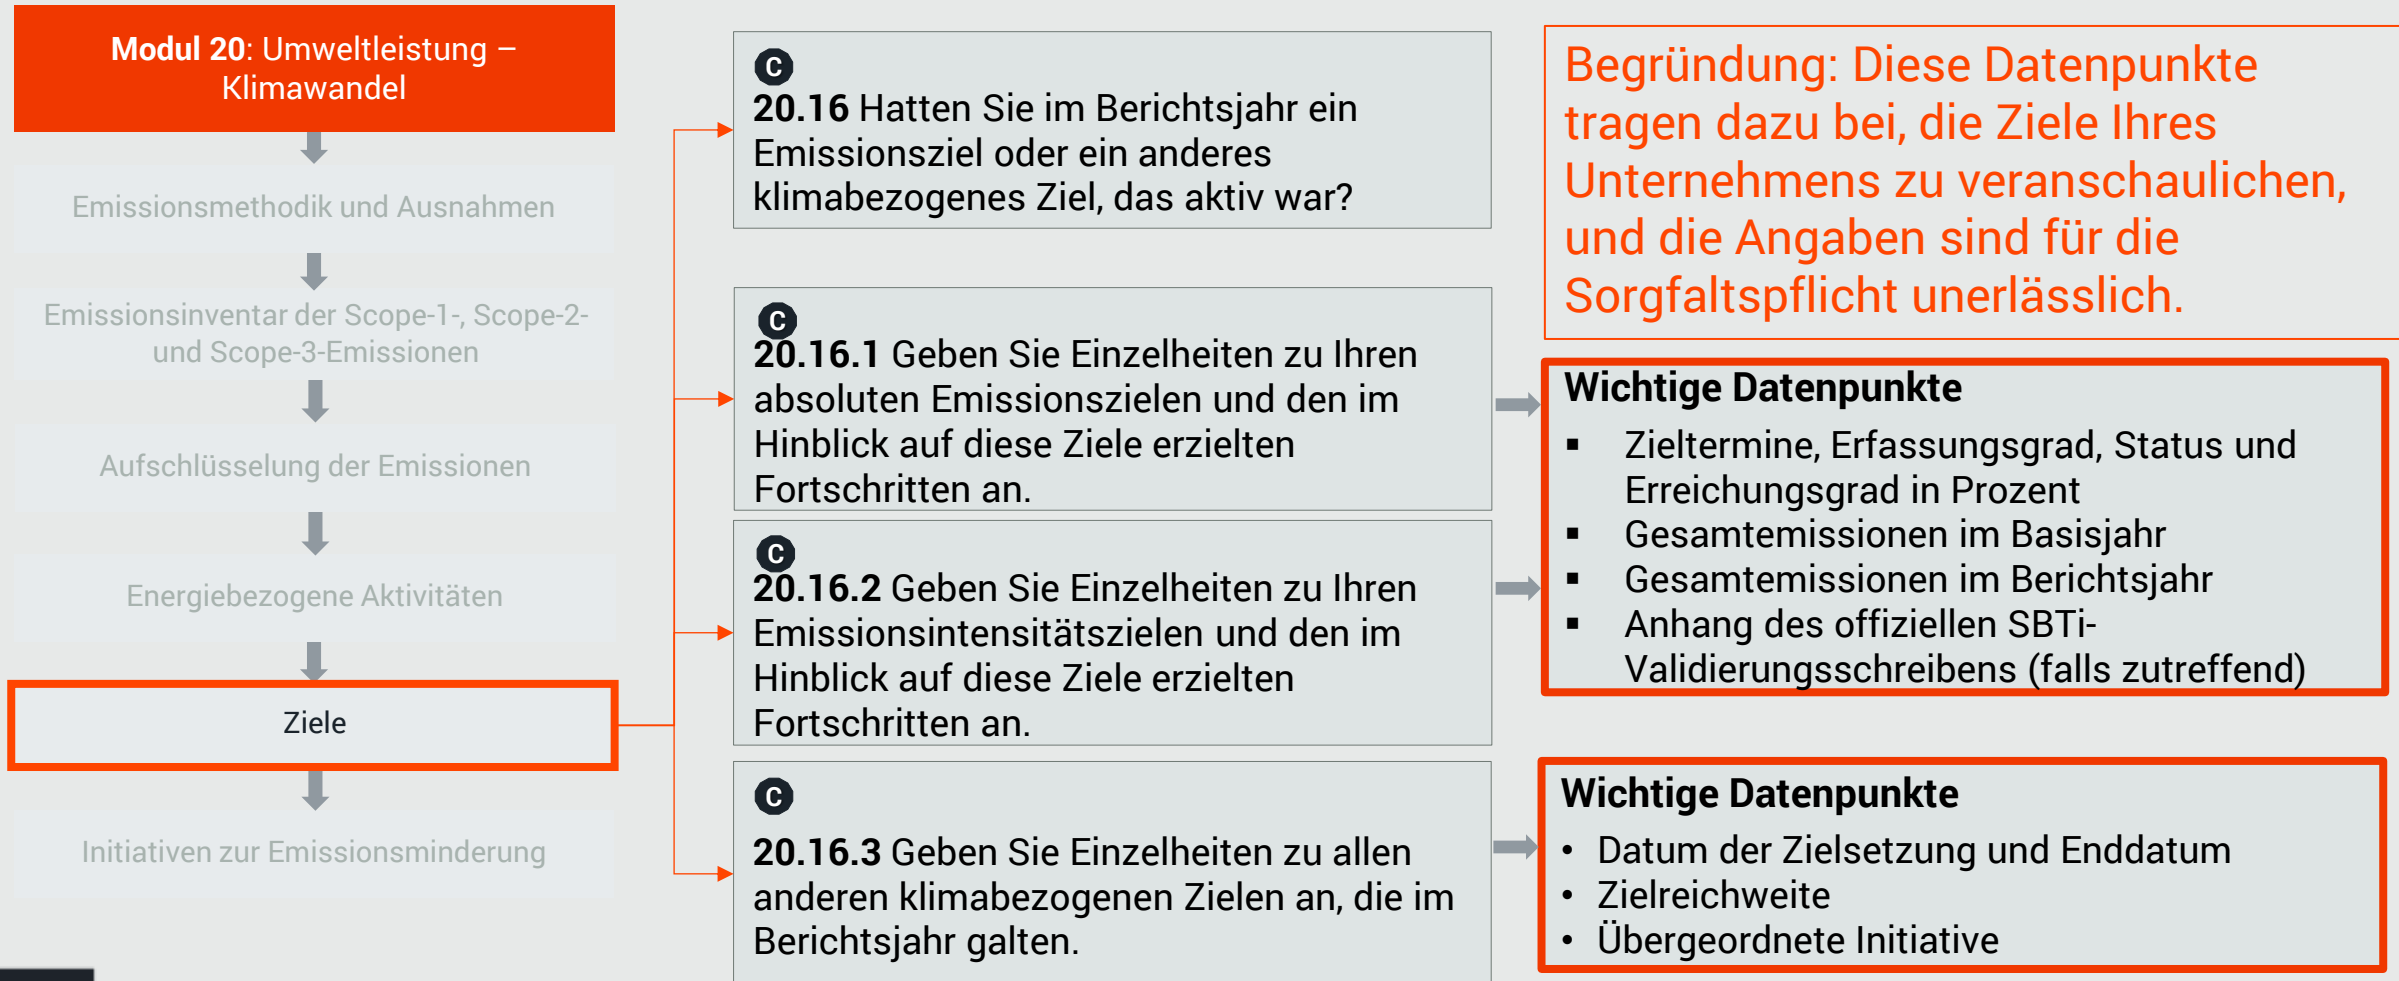 Modul 20: Umweltleistung –
Klimawandel
Emissionsmethodik und Ausnahmen
Emissionsinventar der Scope-1-, Scope-2-
und Scope-3-Emissionen
Aufschlüsselung der Emissionen
Energiebezogene Aktivitäten
Ziele
Initiativen zur Emissionsminderung
C
20.16 Hatten Sie im Berichtsjahr ein
Emissionsziel oder ein anderes
klimabezogenes Ziel, das aktiv war?
C
20.16.1 Geben Sie Einzelheiten zu Ihren
absoluten Emissionszielen und den im
Hinblick auf diese Ziele erzielten
Fortschritten an.
C
20.16.2 Geben Sie Einzelheiten zu Ihren
Emissionsintensitätszielen und den im
Hinblick auf diese Ziele erzielten
Fortschritten an.
C
20.16.3 Geben Sie Einzelheiten zu allen
anderen klimabezogenen Zielen an, die im
Berichtsjahr galten.
Begründung: Diese Datenpunkte
tragen dazu bei, die Ziele Ihres
Unternehmens zu veranschaulichen,
und die Angaben sind für die
Sorgfaltspflicht unerlässlich.
Wichtige Datenpunkte
▪ Zieltermine, Erfassungsgrad, Status und
Erreichungsgrad in Prozent
▪ Gesamtemissionen im Basisjahr
▪ Gesamtemissionen im Berichtsjahr
▪ Anhang des offiziellen SBTi-
Validierungsschreibens (falls zutreffend)
Wichtige Datenpunkte
• Datum der Zielsetzung und Enddatum
• Zielreichweite
• Übergeordnete Initiative